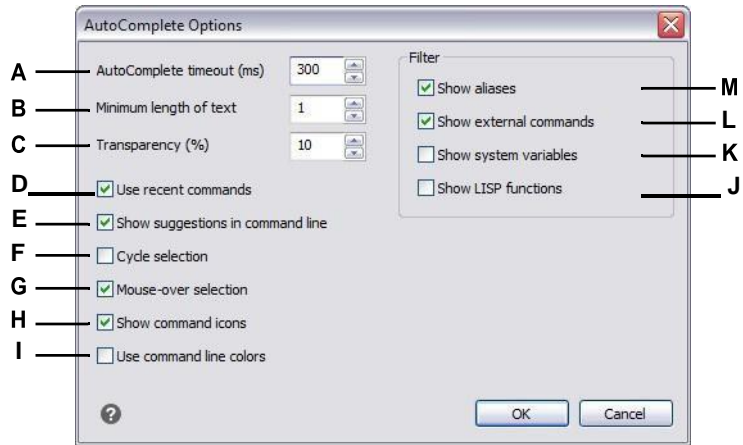 AutoComplete Options
A AutoComplete timeout (ms) 300
B Minimum length of text 1
C Transparency (%) 10
D Use recent commands
E Show suggestions in command line
F Cycle selection
G Mouse-over selection
H Show command icons
I Use command line colors
Filter
Show aliases M
Show external commands L
Show system variables K
Show LISP functions J
?
OK Cancel